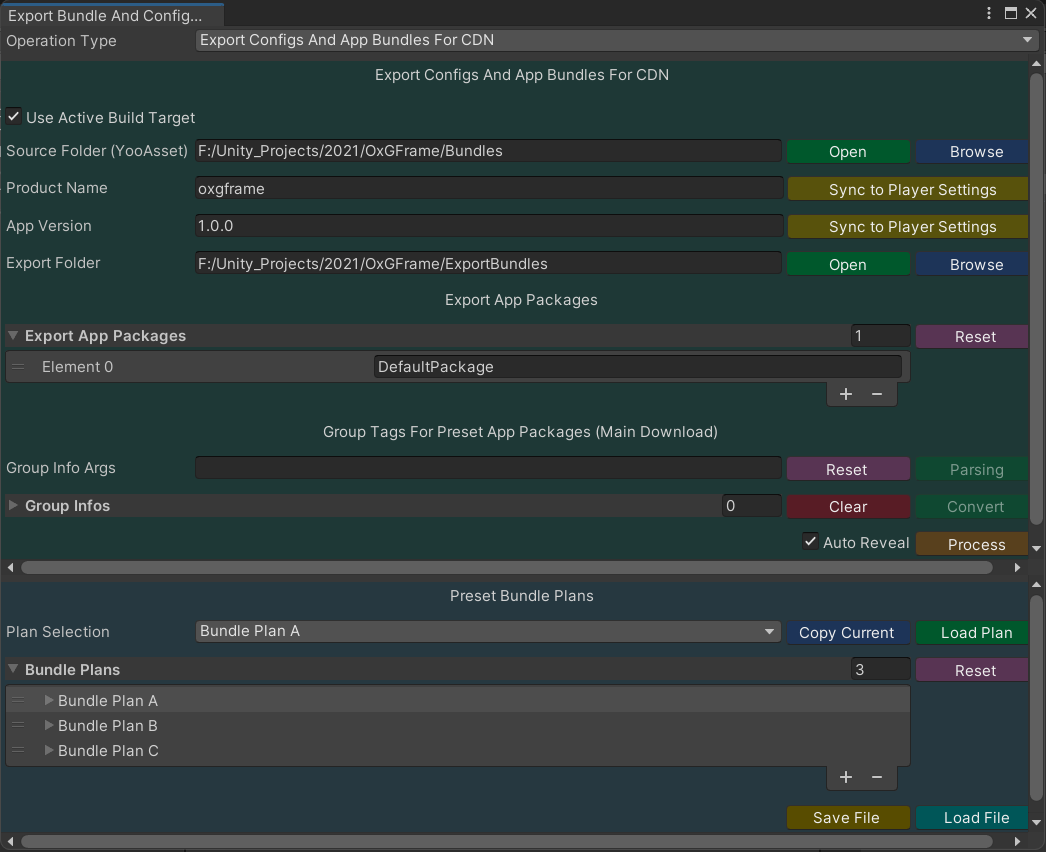 Export Bundle And Config...
Operation Type Export Configs And App Bundles For CDN
Export Configs And App Bundles For CDN
Use Active Build Target
Source Folder (YooAsset) F:/Unity_Projects/2021/OxGFrame/Bundles Open Browse
Product Name oxgframe Sync to Player Settings
App Version 1.0.0 Sync to Player Settings
Export Folder F:/Unity_Projects/2021/OxGFrame/ExportBundles Open Browse
Export App Packages
Export App Packages 1 Reset
Element 0 DefaultPackage
+ −
Group Tags For Preset App Packages (Main Download)
Group Info Args Reset Parsing
Group Infos 0 Clear Convert
Auto Reveal Process
Preset Bundle Plans
Plan Selection Bundle Plan A Copy Current Load Plan
Bundle Plans 3 Reset
Bundle Plan A
Bundle Plan B
Bundle Plan C
+ −
Save File Load File